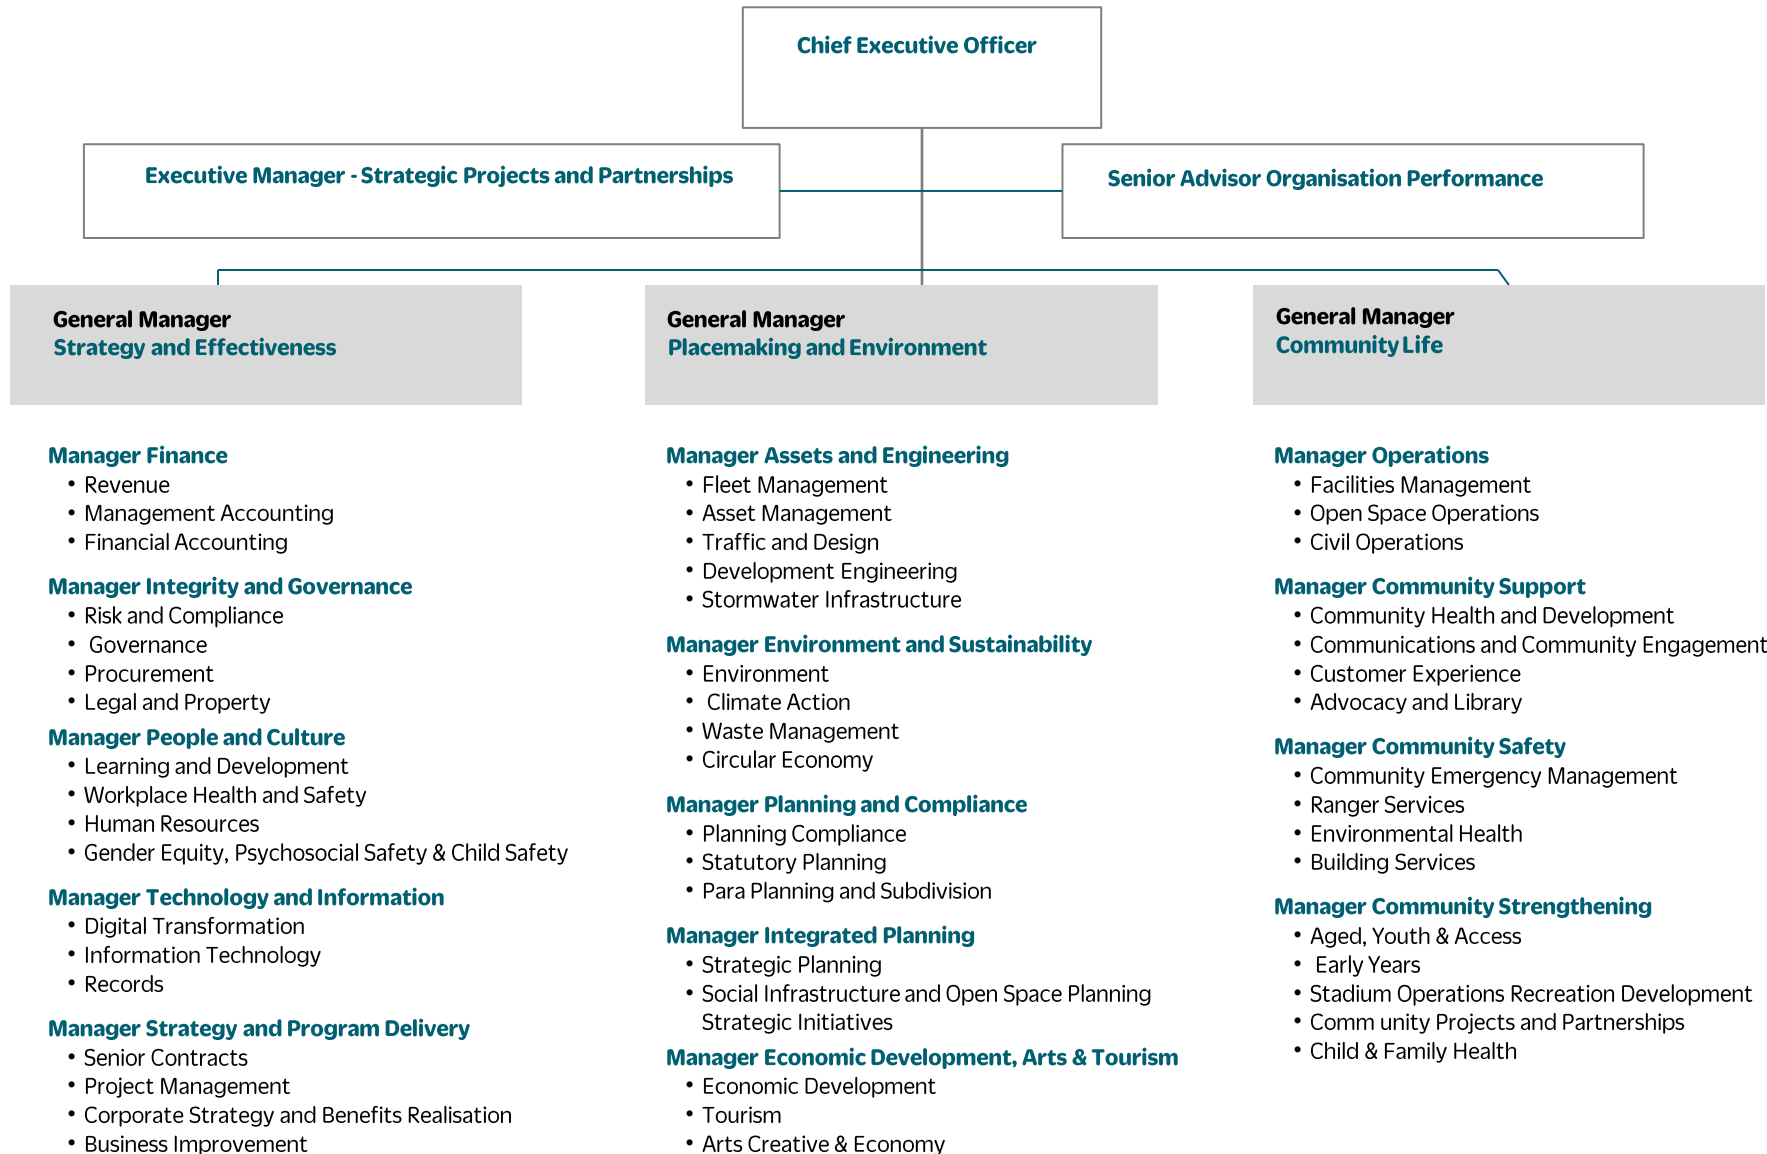 Chief Executive Officer
Executive Manager - Strategic Projects and Partnerships
Senior Advisor Organisation Performance
General Manager
Strategy and Effectiveness
Manager Finance
• Revenue
• Management Accounting
• Financial Accounting
Manager Integrity and Governance
• Risk and Compliance
• Governance
• Procurement
• Legal and Property
Manager People and Culture
• Learning and Development
• Workplace Health and Safety
• Human Resources
• Gender Equity, Psychosocial Safety & Child Safety
Manager Technology and Information
• Digital Transformation
• Information Technology
• Records
Manager Strategy and Program Delivery
• Senior Contracts
• Project Management
• Corporate Strategy and Benefits Realisation
• Business Improvement
General Manager
Placemaking and Environment
Manager Assets and Engineering
• Fleet Management
• Asset Management
• Traffic and Design
• Development Engineering
• Stormwater Infrastructure
Manager Environment and Sustainability
• Environment
• Climate Action
• Waste Management
• Circular Economy
Manager Planning and Compliance
• Planning Compliance
• Statutory Planning
• Para Planning and Subdivision
Manager Integrated Planning
• Strategic Planning
• Social Infrastructure and Open Space Planning
Strategic Initiatives
Manager Economic Development, Arts & Tourism
• Economic Development
• Tourism
• Arts Creative & Economy
General Manager
Community Life
Manager Operations
• Facilities Management
• Open Space Operations
• Civil Operations
Manager Community Support
• Community Health and Development
• Communications and Community Engagement
• Customer Experience
• Advocacy and Library
Manager Community Safety
• Community Emergency Management
• Ranger Services
• Environmental Health
• Building Services
Manager Community Strengthening
• Aged, Youth & Access
• Early Years
• Stadium Operations Recreation Development
• Comm unity Projects and Partnerships
• Child & Family Health